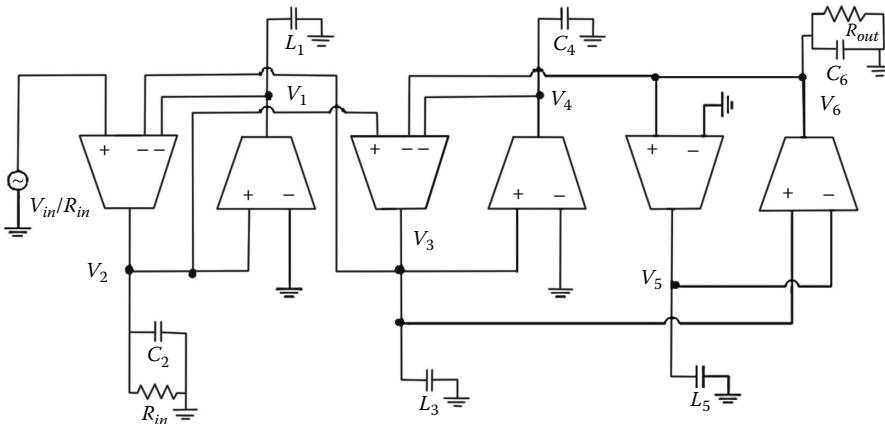 L1
C4
Rout
C6
V1
V4
V6
+ − −
+ − −
+ −
+ −
+ −
+ −
~
Vin/Rin
V2
V3
V5
C2
Rin
L3
L5